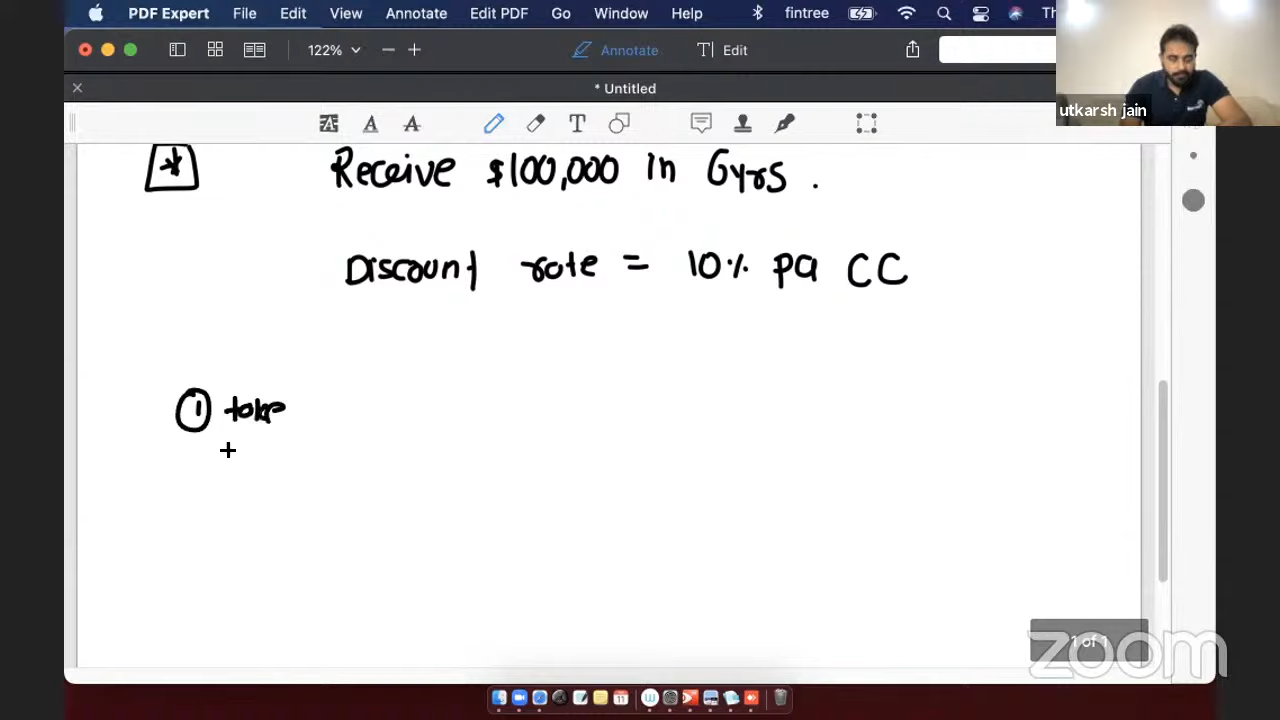 PDF Expert File Edit View Annotate Edit PDF Go Window Help fintree Th
122% Annotate T Edit
* Untitled
utkarsh jain
* Receive $100,000 in 6yrs.
Discount rate = 10% pa CC
① take
1 of 1
zoom